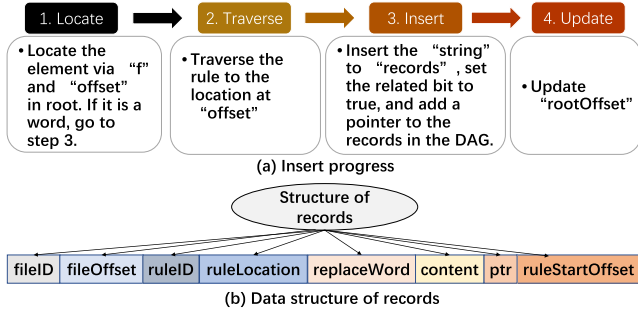 1. Locate
2. Traverse
3. Insert
4. Update
• Locate the
element via “f”
and “offset”
in root. If it is a
word, go to
step 3.
• Traverse the
rule to the
location at
“offset”
• Insert the “string”
to “records”, set
the related bit to
true, and add a
pointer to the
records in the DAG.
• Update
“rootOffset”
(a) Insert progress
Structure of
records
fileID fileOffset ruleID ruleLocation replaceWord content ptr ruleStartOffset
(b) Data structure of records